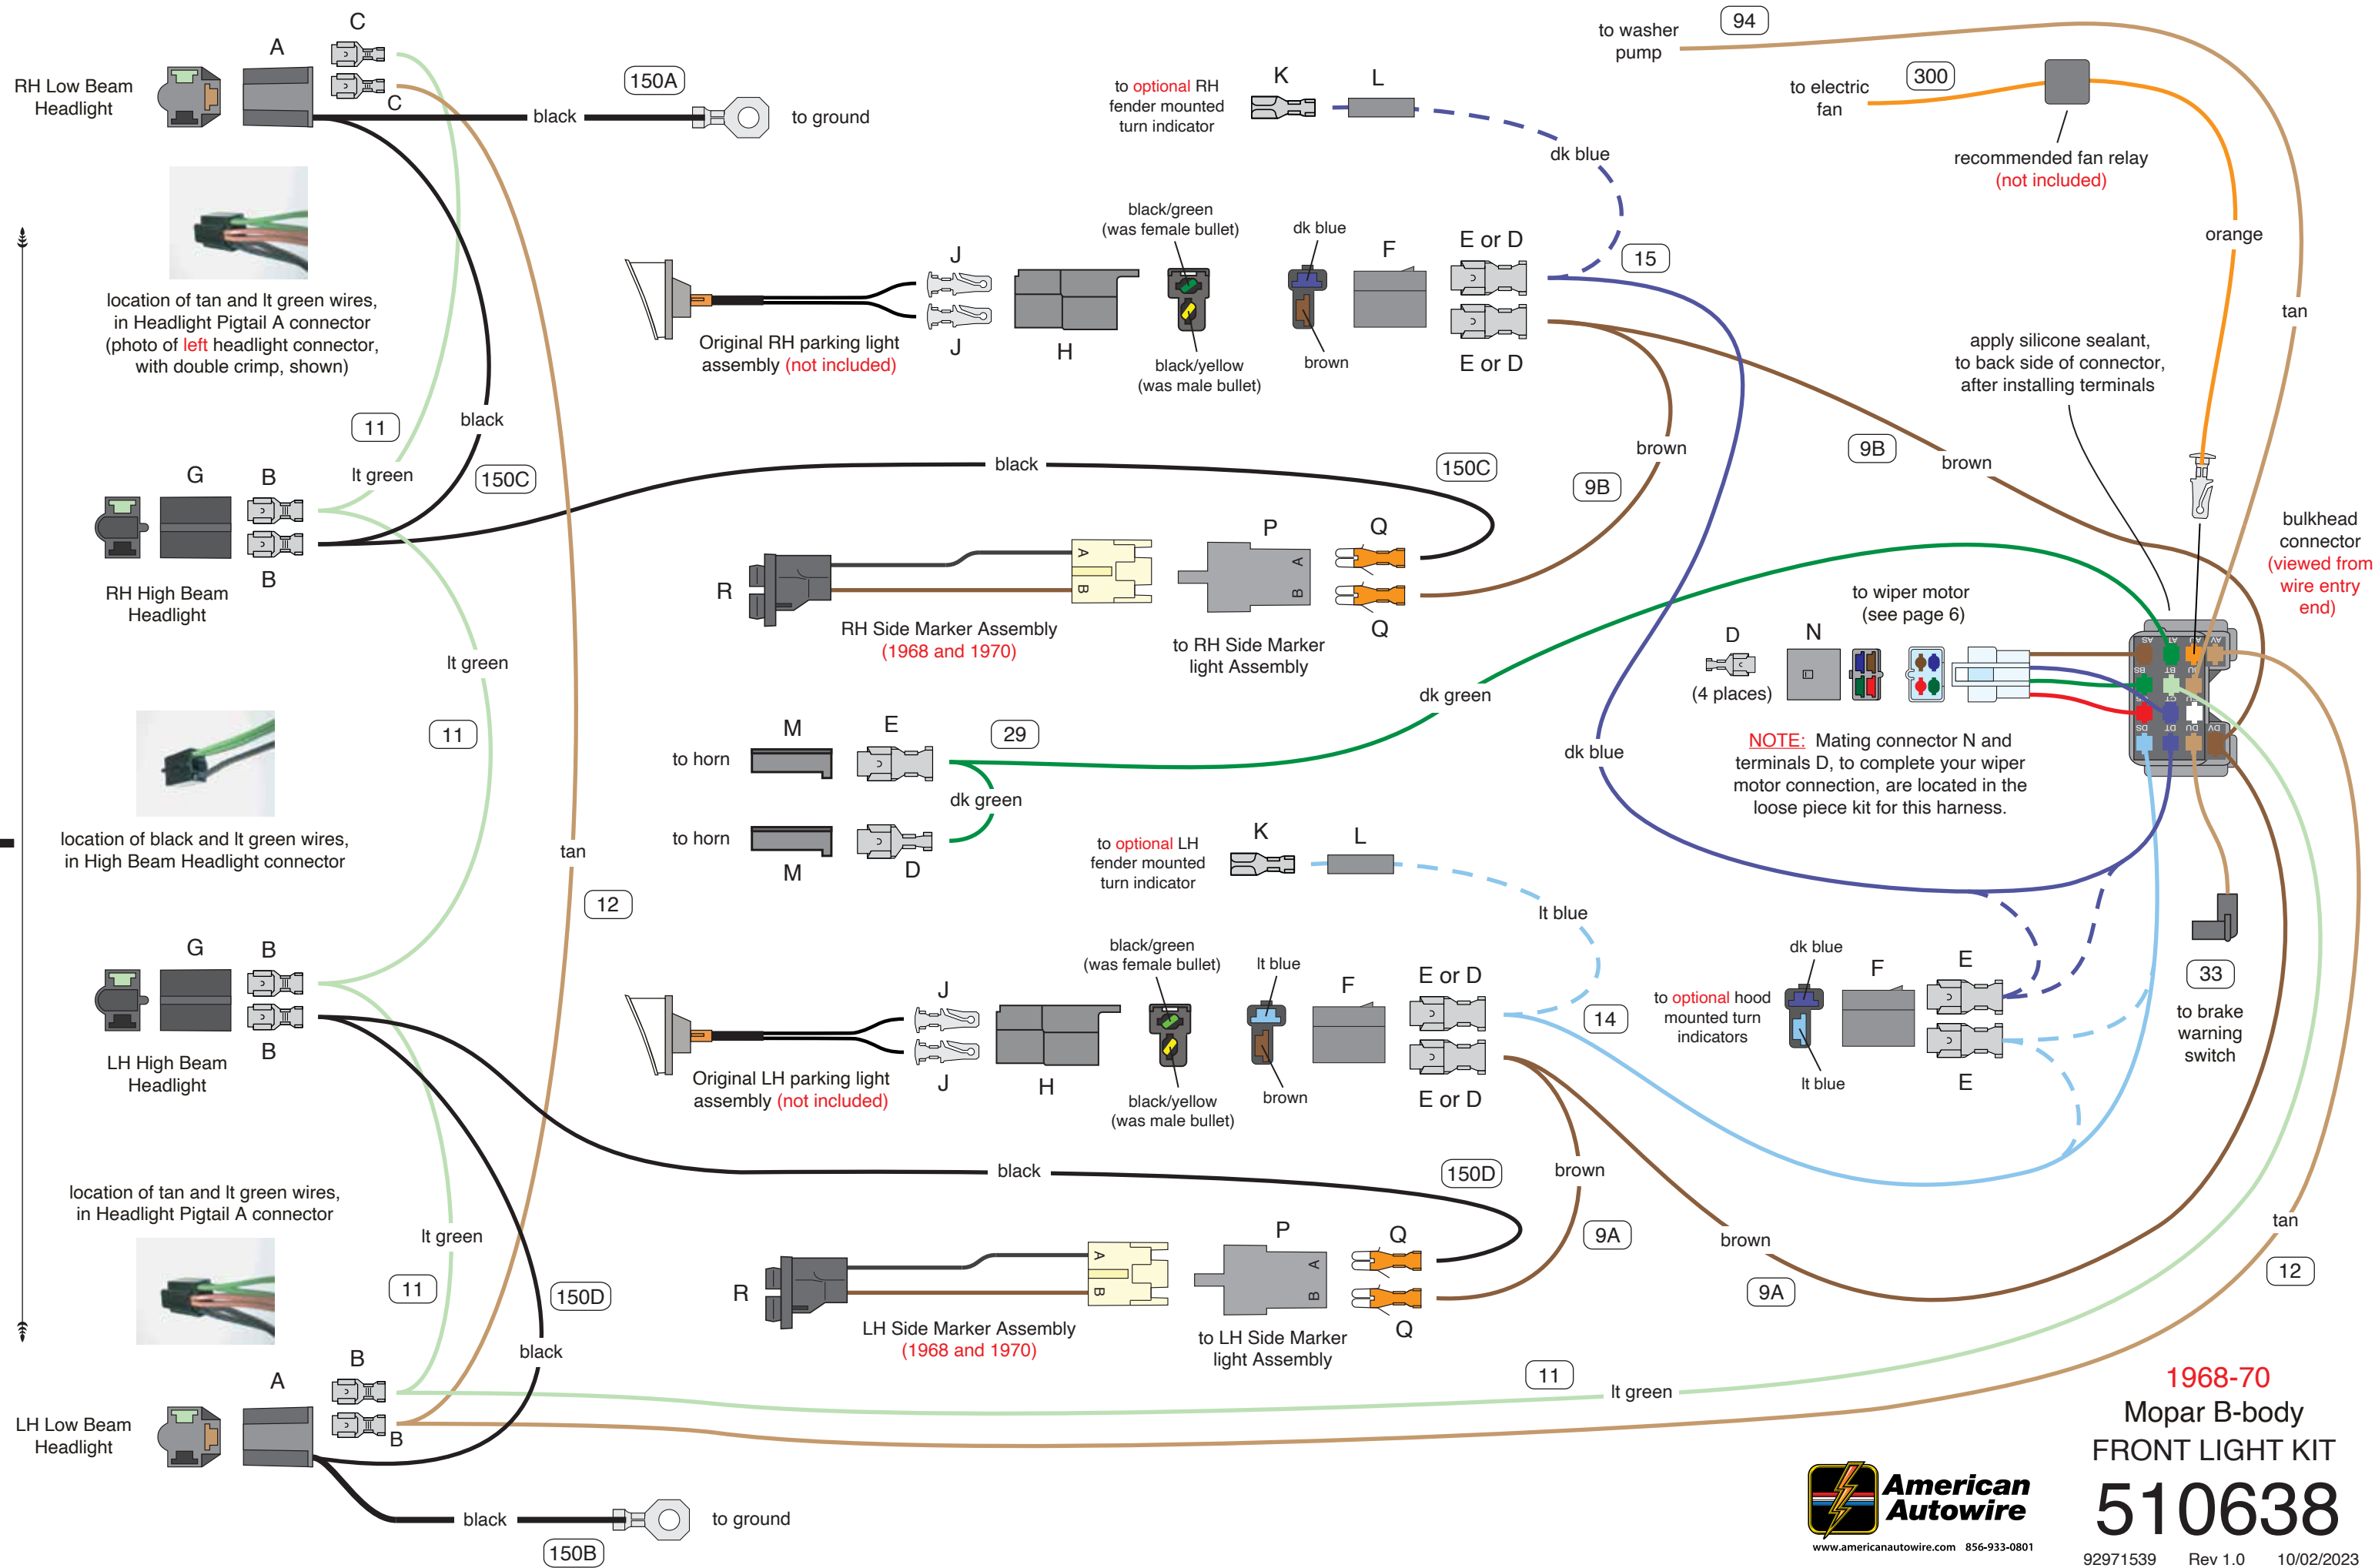 C
A
RH Low Beam
Headlight
C
150A
black
to ground
location of tan and lt green wires,
in Headlight Pigtail A connector
(photo of left headlight connector,
with double crimp, shown)
11
black
lt green
150C
G
B
B
RH High Beam
Headlight
lt green
11
location of black and lt green wires,
in High Beam Headlight connector
tan
12
G
B
B
LH High Beam
Headlight
location of tan and lt green wires,
in Headlight Pigtail A connector
lt green
11
150D
black
B
A
LH Low Beam
Headlight
B
black
to ground
150B
to optional RH
fender mounted
turn indicator
K
L
dk blue
black/green
(was female bullet)
dk blue
F
E or D
15
J
Original RH parking light
assembly (not included)
J
H
black/yellow
(was male bullet)
brown
E or D
black
150C
brown
9B
9B
brown
P
Q
R
A
B
A
B
Q
RH Side Marker Assembly
(1968 and 1970)
to RH Side Marker
light Assembly
dk green
M
E
29
to horn
dk green
to horn
M
D
to optional LH
fender mounted
turn indicator
K
L
lt blue
black/green
(was female bullet)
lt blue
F
E or D
14
J
Original LH parking light
assembly (not included)
J
H
black/yellow
(was male bullet)
brown
E or D
black
150D
brown
9A
brown
9A
P
Q
R
A
B
A
B
Q
LH Side Marker Assembly
(1968 and 1970)
to LH Side Marker
light Assembly
11
lt green
to washer
pump
94
to electric
fan
300
recommended fan relay
(not included)
orange
tan
apply silicone sealant,
to back side of connector,
after installing terminals
bulkhead
connector
(viewed from
wire entry
end)
to wiper motor
(see page 6)
D
N
(4 places)
AS
AT
AU
AV
BS
BT
BU
CT
DS
DT
DU
DV
dk blue
NOTE: Mating connector N and
terminals D, to complete your wiper
motor connection, are located in the
loose piece kit for this harness.
dk blue
F
E
to optional hood
mounted turn
indicators
lt blue
E
33
to brake
warning
switch
tan
12
1968-70
Mopar B-body
FRONT LIGHT KIT
510638
92971539 Rev 1.0 10/02/2023
American
Autowire
www.americanautowire.com 856-933-0801